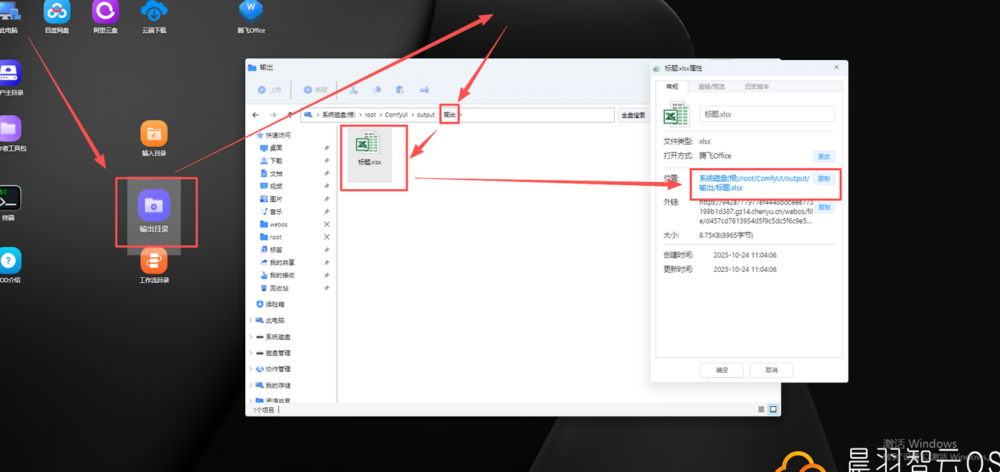 此电脑
百度网盘
阿里云盘
云端下载
腾飞Office
户主目录
者工具包
终端
OD介绍
输入目录
输出目录
工作流目录
输出
上传
新建
系统磁盘(根) > root > ComfyUI > output > 输出 >
全盘搜索
快速访问
桌面
下载
文档
视频
图片
音乐
webos
root
标签
我的共享
我的接收
回收站
保险箱
此电脑
系统磁盘
磁盘管理
协作管理
我的存储
资源共享
标题.xlsx
1个项目
标题.xlsx属性
常规
直链/预览
历史版本
标题.xlsx
文件类型: xlsx
打开方式: 腾飞Office 更改
位置: 系统磁盘(根)/root/ComfyUI/output/ 复制
输出/标题.xlsx
外链: 复制
199b1d387.gz14.chenyu.cn/webos/fil
e/d457cd7613954d5f9c5dc5f6c9e5...
大小: 8.75KB(8965字节)
创建时间: 2025-10-24 11:04:06
更新时间: 2025-10-24 11:04:06
确定
取消
激活 Windows
晨羽智云OS